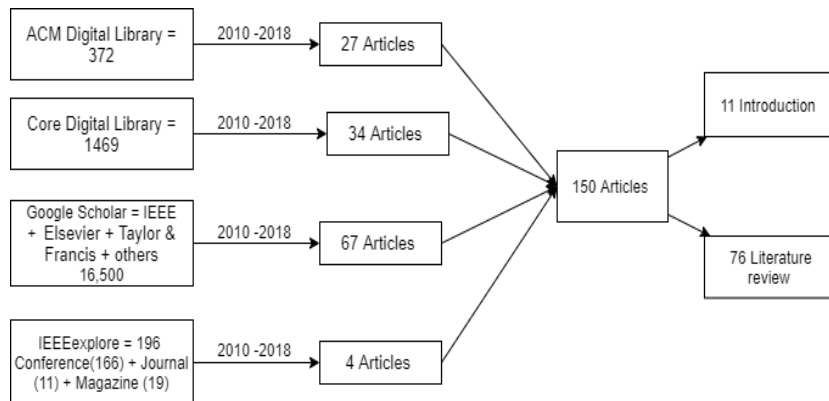 ACM Digital Library =
372
2010 -2018
27 Articles
Core Digital Library =
1469
2010 -2018
34 Articles
Google Scholar = IEEE
+ Elsevier + Taylor &
Francis + others
16,500
2010 -2018
67 Articles
IEEEexplore = 196
Conference(166) + Journal
(11) + Magazine (19)
2010 -2018
4 Articles
150 Articles
11 Introduction
76 Literature
review